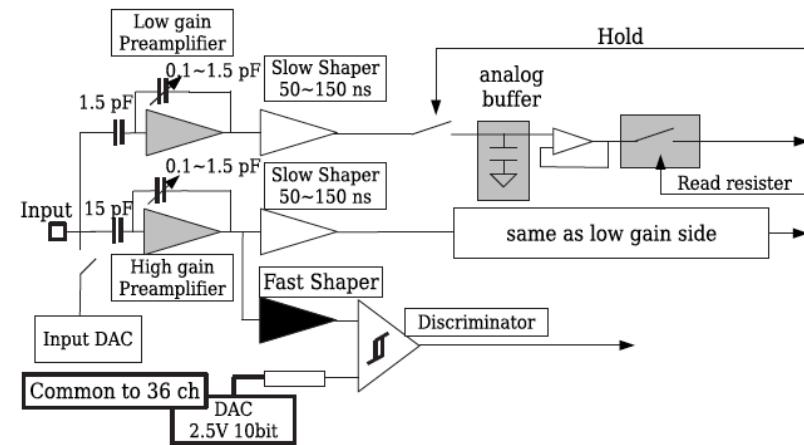 Low gain
Preamplifier
0.1~1.5 pF
1.5 pF
Slow Shaper
50~150 ns
Hold
analog
buffer
Read resister
0.1~1.5 pF
15 pF
Input
Slow Shaper
50~150 ns
same as low gain side
High gain
Preamplifier
Fast Shaper
Discriminator
Input DAC
Common to 36 ch
DAC
2.5V 10bit